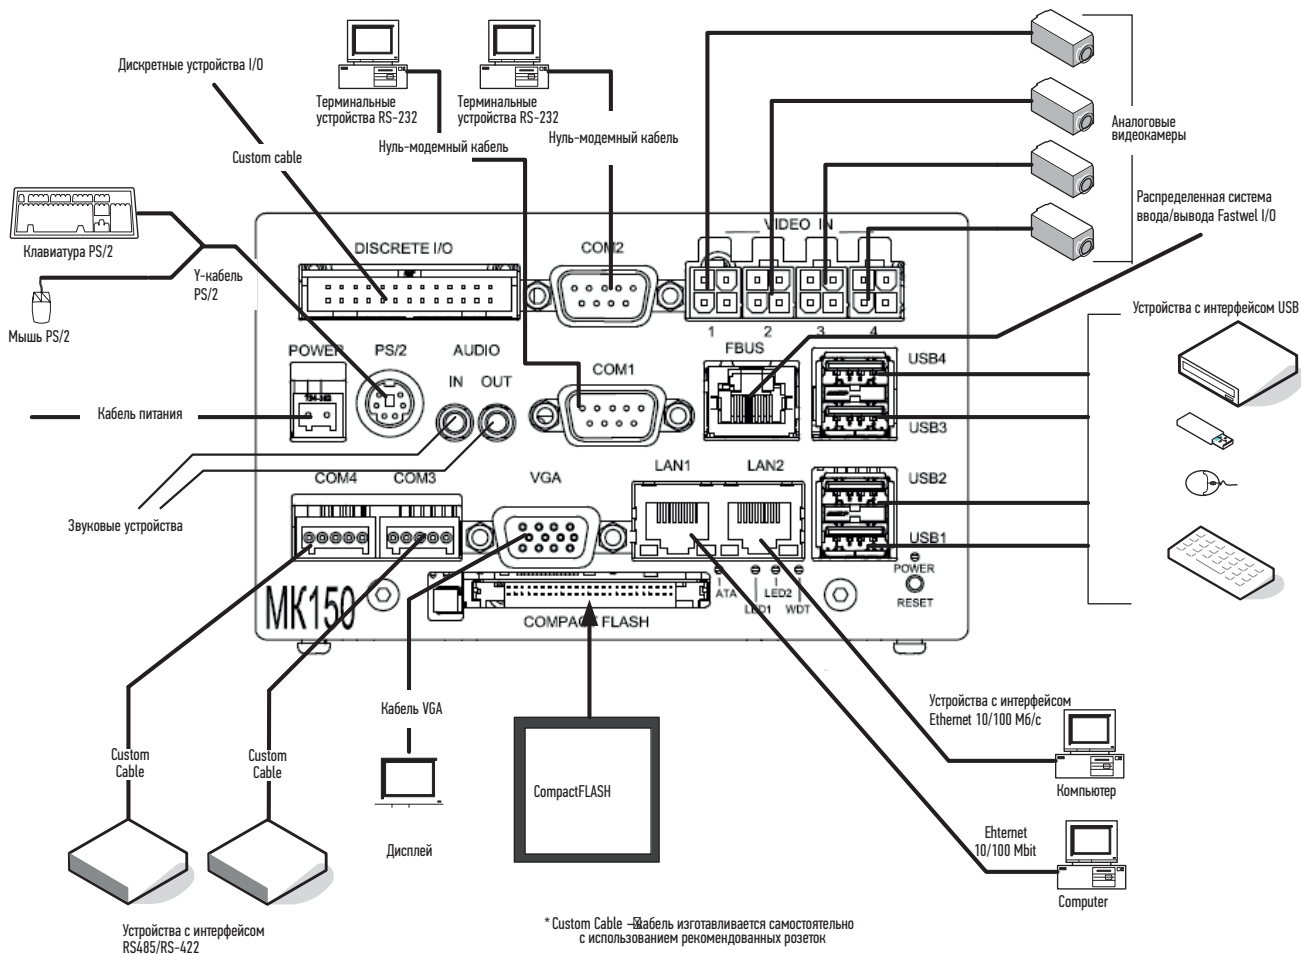 Дискретные устройства I/O
Терминальные
устройства RS-232
Терминальные
устройства RS-232
Custom cable
Нуль-модемный кабель
Нуль-модемный кабель
Аналоговые
видеокамеры
Распределенная система
ввода/вывода Fastwel I/O
Клавиатура PS/2
Y-кабель
PS/2
Мышь PS/2
Устройства с интерфейсом USB
DISCRETE I/O
COM2
VIDEO IN
1 2 3 4
POWER
PS/2
AUDIO
IN OUT
COM1
FBUS
USB4
USB3
Кабель питания
COM4 COM3
VGA
LAN1 LAN2
USB2
USB1
Звуковые устройства
POWER
RESET
ATA
LED1
LED2
WDT
МК150
COMPACT FLASH
Кабель VGA
Устройства с интерфейсом
Ethernet 10/100 Мб/с
Custom
Cable
Custom
Cable
CompactFLASH
Компьютер
Дисплей
Ehternet
10/100 Mbit
Computer
Устройства с интерфейсом
RS485/RS-422
* Custom Cable – кабель изготавливается самостоятельно
с использованием рекомендованных розеток